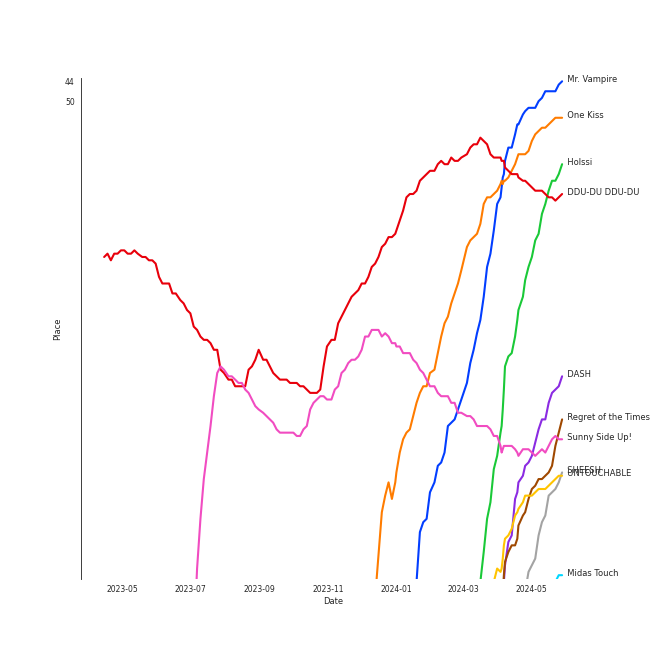 44
50
Place
Mr. Vampire
One Kiss
Holssi
DDU-DU DDU-DU
DASH
Regret of the Times
Sunny Side Up!
SHEESH
UNTOUCHABLE
Midas Touch
2023-05
2023-07
2023-09
2023-11
2024-01
2024-03
2024-05
Date